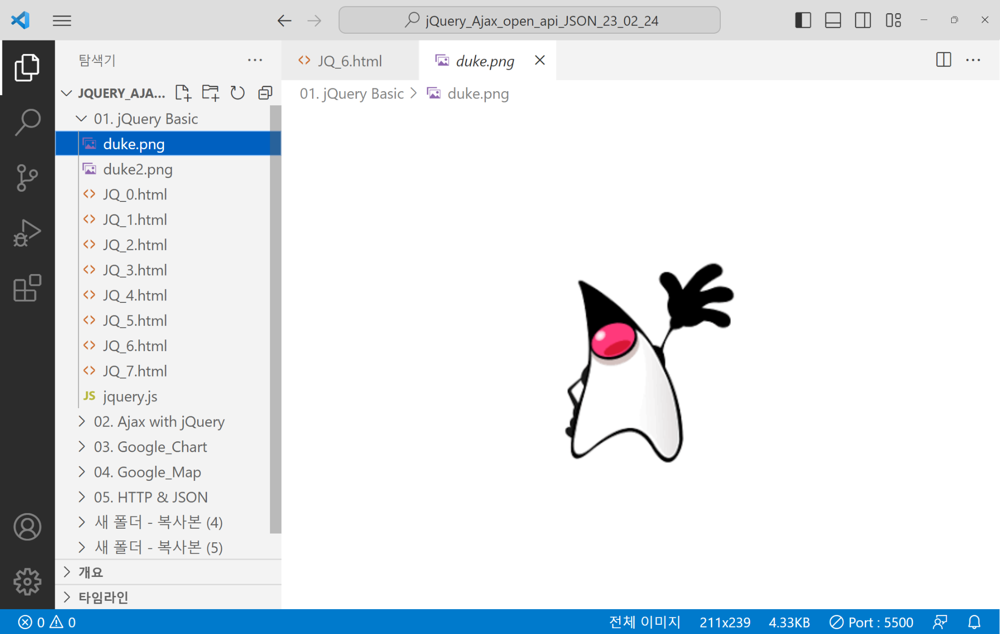 jQuery_Ajax_open_api_JSON_23_02_24
탐색기
JQUERY_AJA...
01. jQuery Basic
duke.png
duke2.png
JQ_0.html
JQ_1.html
JQ_2.html
JQ_3.html
JQ_4.html
JQ_5.html
JQ_6.html
JQ_7.html
JS jquery.js
02. Ajax with jQuery
03. Google_Chart
04. Google_Map
05. HTTP & JSON
새 폴더 - 복사본 (4)
새 폴더 - 복사본 (5)
개요
타임라인
JQ_6.html duke.png
01. jQuery Basic > duke.png
0 0 전체 이미지 211x239 4.33KB Port : 5500